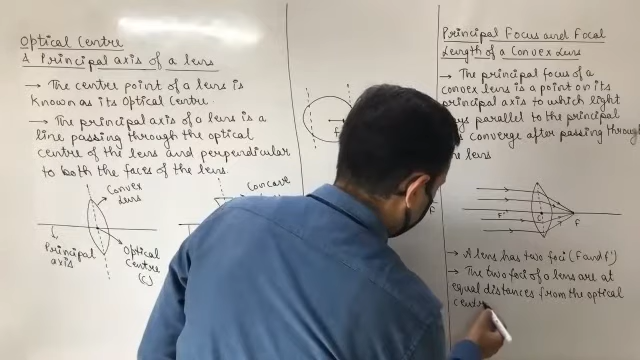 Optical Centre
& Principal axis of a lens
→ The centre point of a lens is
known as its Optical Centre.
→ The principal axis of a lens is a
line passing through the optical
centre of the lens and perpendicular
to both the faces of the lens.
Convex
Lens
Principal
axis
Optical
Centre
(C)
Concave
F
Principal Focus and Focal
Length of a Convex Lens
→ The principal focus of a
convex lens is a point on its
principal axis to which light
parallel to the principal
converge after passing through
lens
F'
C
F
→ A lens has two foci (F and F')
→ The two foci of a lens are at
equal distances from the optical
centre